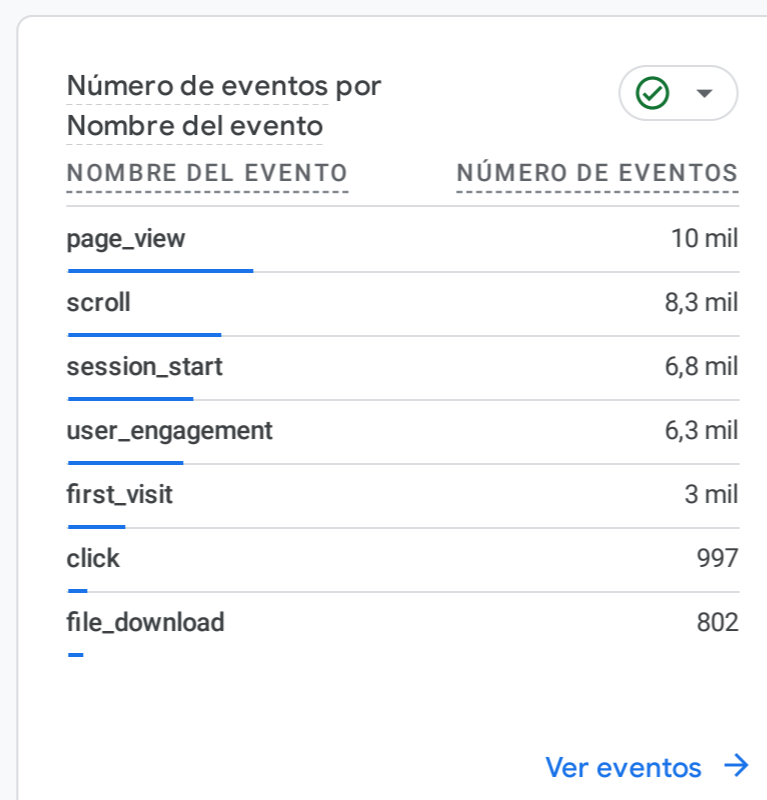 Número de eventos por
Nombre del evento
NOMBRE DEL EVENTO NÚMERO DE EVENTOS
page_view 10 mil
scroll 8,3 mil
session_start 6,8 mil
user_engagement 6,3 mil
first_visit 3 mil
click 997
file_download 802
Ver eventos